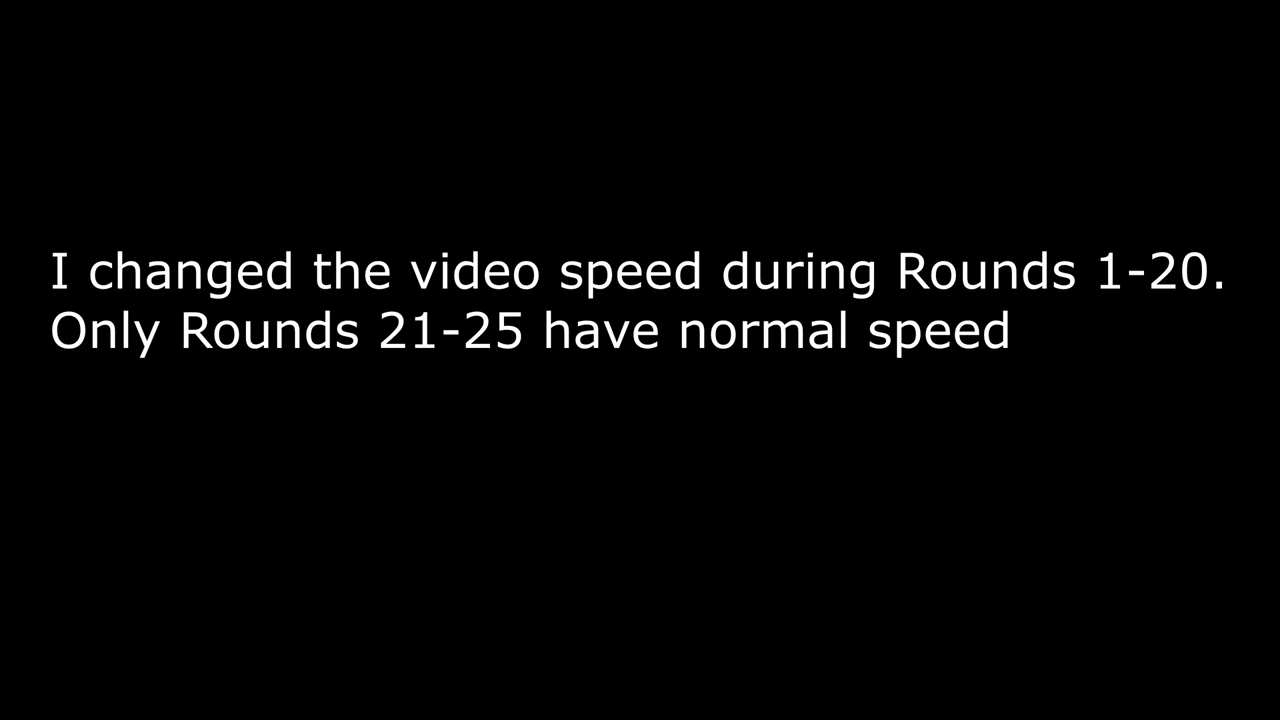 I changed the video speed during Rounds 1-20.
Only Rounds 21-25 have normal speed